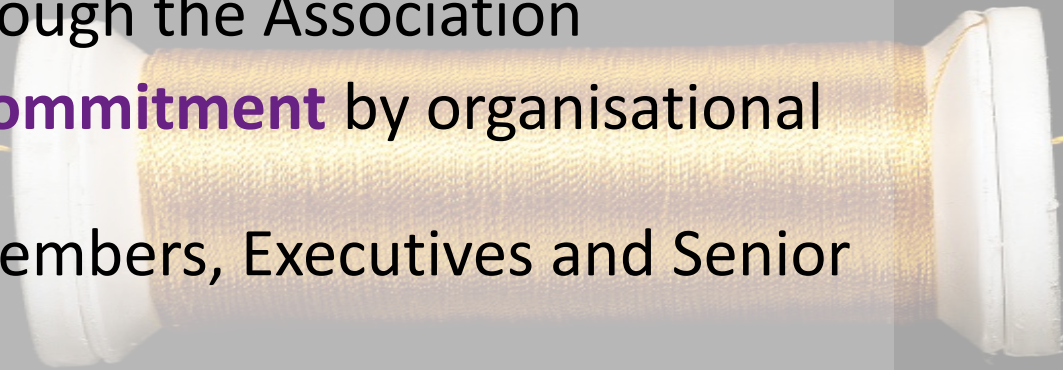 ough the Association
ommitment by organisational
embers, Executives and Senior